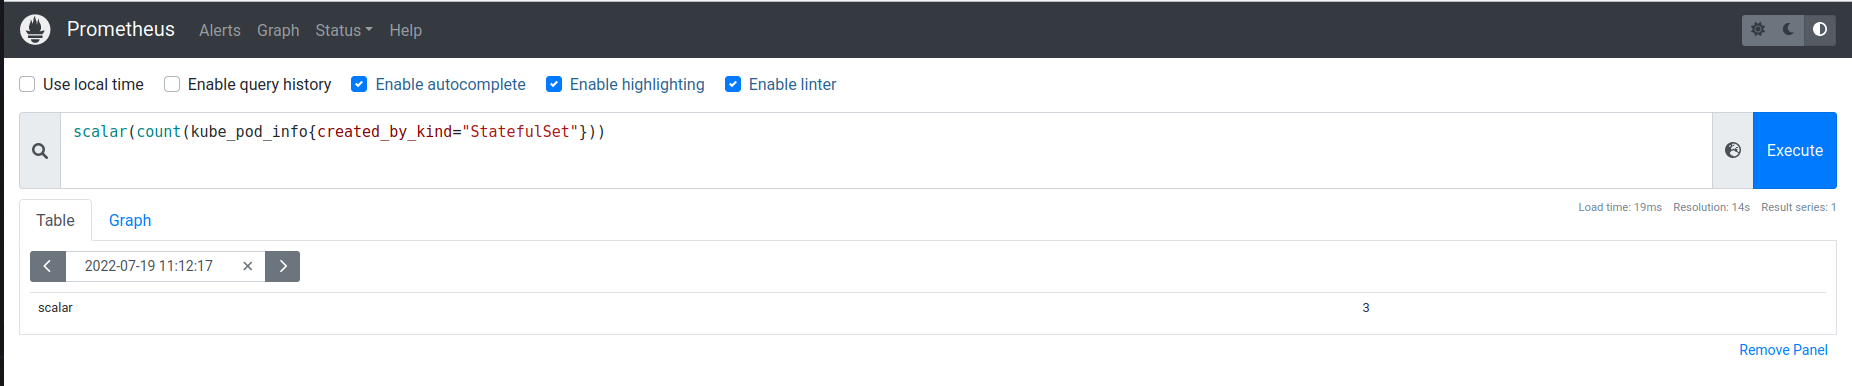 Prometheus Alerts Graph Status Help
Use local time Enable query history Enable autocomplete Enable highlighting Enable linter
scalar(count(kube_pod_info{created_by_kind="StatefulSet"}))
Execute
Table Graph
Load time: 19ms Resolution: 14s Result series: 1
2022-07-19 11:12:17
scalar 3
Remove Panel